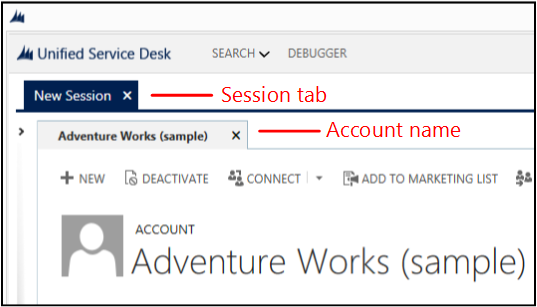 Unified Service Desk SEARCH DEBUGGER
New Session × Session tab
Adventure Works (sample) × Account name
+ NEW DEACTIVATE CONNECT ADD TO MARKETING LIST
ACCOUNT
Adventure Works (sample)